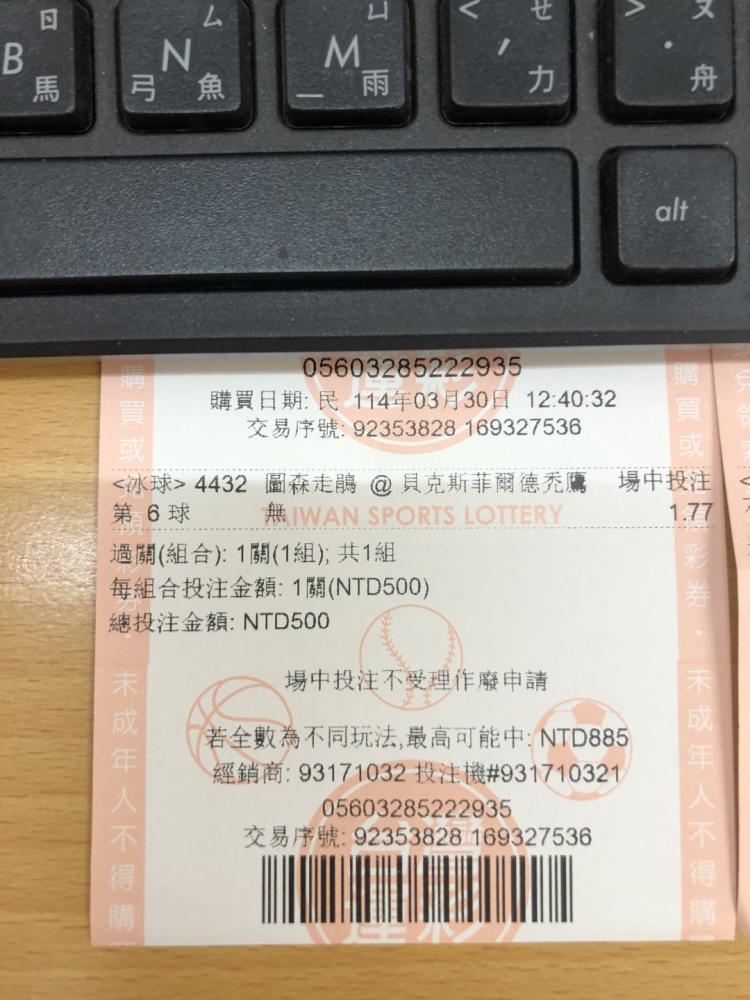 B ㄖ 馬
N ㄙ 弓 魚
M ㄩ 一 雨
< , ㄝ 力
> . ㄡ 舟
alt
05603285222935
購買日期: 民 114年03月30日 12:40:32
交易序號: 92353828 169327536
<冰球> 4432 圖森走鵑 @ 貝克斯菲爾德禿鷹 場中投注
第 6 球 無 1.77
TAIWAN SPORTS LOTTERY
過關(組合): 1關(1組); 共1組
每組合投注金額: 1關(NTD500)
總投注金額: NTD500
場中投注不受理作廢申請
若全數為不同玩法,最高可能中: NTD885
經銷商: 93171032 投注機#931710321
05603285222935
交易序號: 92353828 169327536
購買或
未成年人不得購
購買或
彩券．未成年人不得購